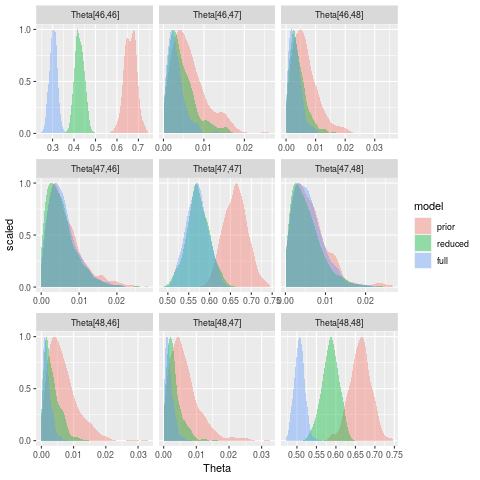 Theta[46,46] Theta[46,47] Theta[46,48]
1.0
0.5
0.0
0.3 0.4 0.5 0.6 0.7 0.00 0.01 0.02 0.00 0.01 0.02 0.03
Theta[47,46] Theta[47,47] Theta[47,48]
1.0
0.5
0.0
0.00 0.01 0.02 0.50 0.55 0.60 0.65 0.70 0.75 0.00 0.01 0.02
Theta[48,46] Theta[48,47] Theta[48,48]
1.0
0.5
0.0
0.00 0.01 0.02 0.03 0.00 0.01 0.02 0.03 0.50 0.55 0.60 0.65 0.70 0.75
Theta
scaled
model
prior
reduced
full